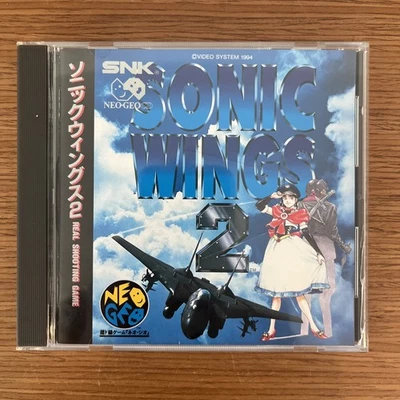 ソニックウィングス2 REAL SHOOTING GAME
SNK
©VIDEO SYSTEM 1994
NEO·GEO CD
SONIC
WINGS
2
NEO
GEO